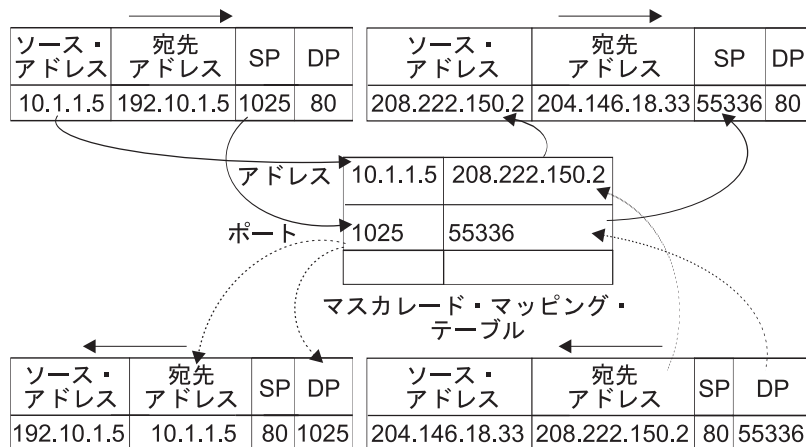 ソース・
アドレス
宛先
アドレス
SP
DP
10.1.1.5
192.10.1.5
1025
80
ソース・
アドレス
宛先
アドレス
SP
DP
208.222.150.2
204.146.18.33
55336
80
アドレス
10.1.1.5
208.222.150.2
ポート
1025
55336
マスカレード・マッピング・
テーブル
ソース・
アドレス
宛先
アドレス
SP
DP
192.10.1.5
10.1.1.5
80
1025
ソース・
アドレス
宛先
アドレス
SP
DP
204.146.18.33
208.222.150.2
80
55336